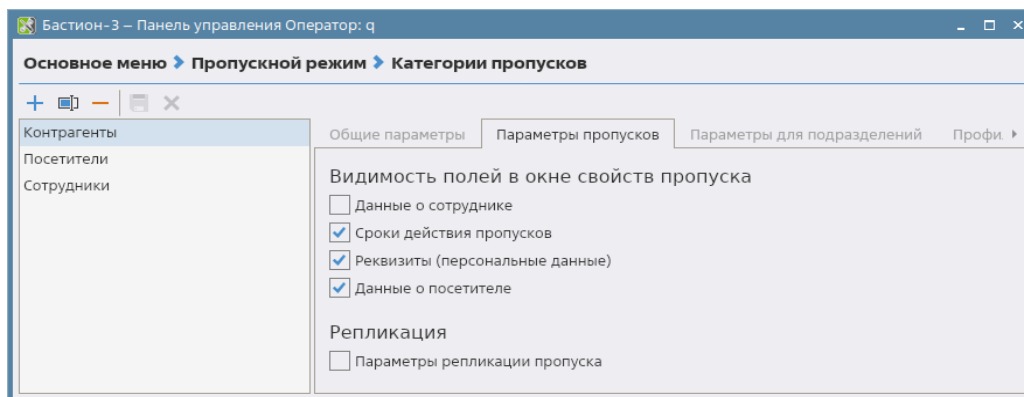 Бастион-3 – Панель управления Оператор: q
Основное меню Пропускной режим Категории пропусков
Контрагенты
Посетители
Сотрудники
Общие параметры Параметры пропусков Параметры для подразделений Профи.
Видимость полей в окне свойств пропуска
Данные о сотруднике
Сроки действия пропусков
Реквизиты (персональные данные)
Данные о посетителе
Репликация
Параметры репликации пропуска